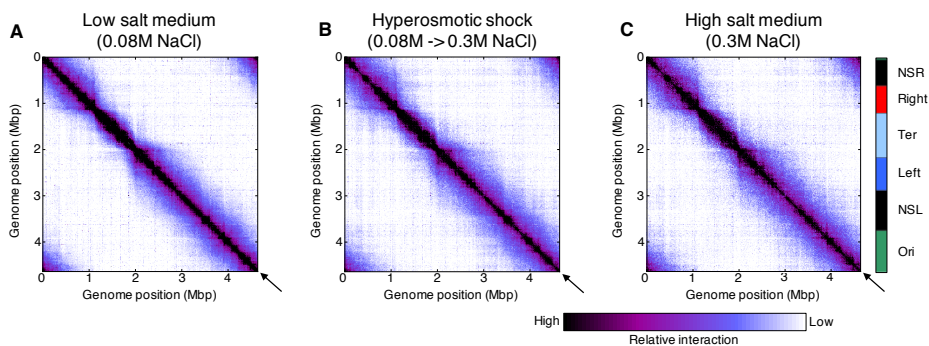 A
Low salt medium
(0.08M NaCl)
Genome position (Mbp)
0
1
2
3
4
0 1 2 3 4
Genome position (Mbp)
B
Hyperosmotic shock
(0.08M -> 0.3M NaCl)
Genome position (Mbp)
0
1
2
3
4
0 1 2 3 4
Genome position (Mbp)
C
High salt medium
(0.3M NaCl)
Genome position (Mbp)
0
1
2
3
4
0 1 2 3 4
Genome position (Mbp)
NSR
Right
Ter
Left
NSL
Ori
High Low
Relative interaction